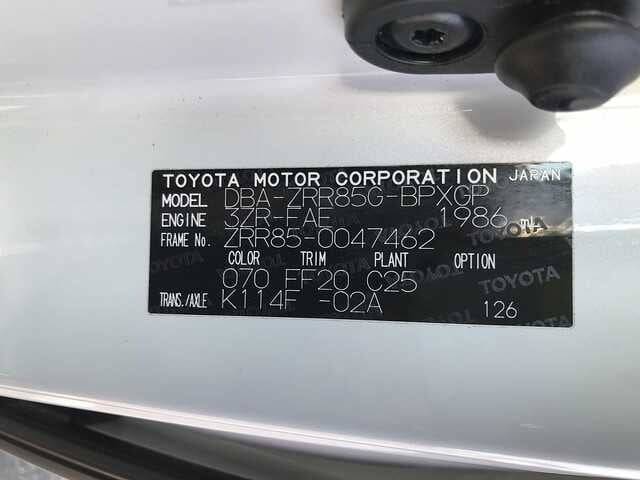 TOYOTA MOTOR CORPORATION JAPAN
MODEL DBA-ZRR85G-BPXGP
ENGINE 3ZR-FAE 1986 ml
FRAME No. ZRR85-0047462
COLOR TRIM PLANT OPTION
070 FF20 C25
TRANS./AXLE K114F -02A 126